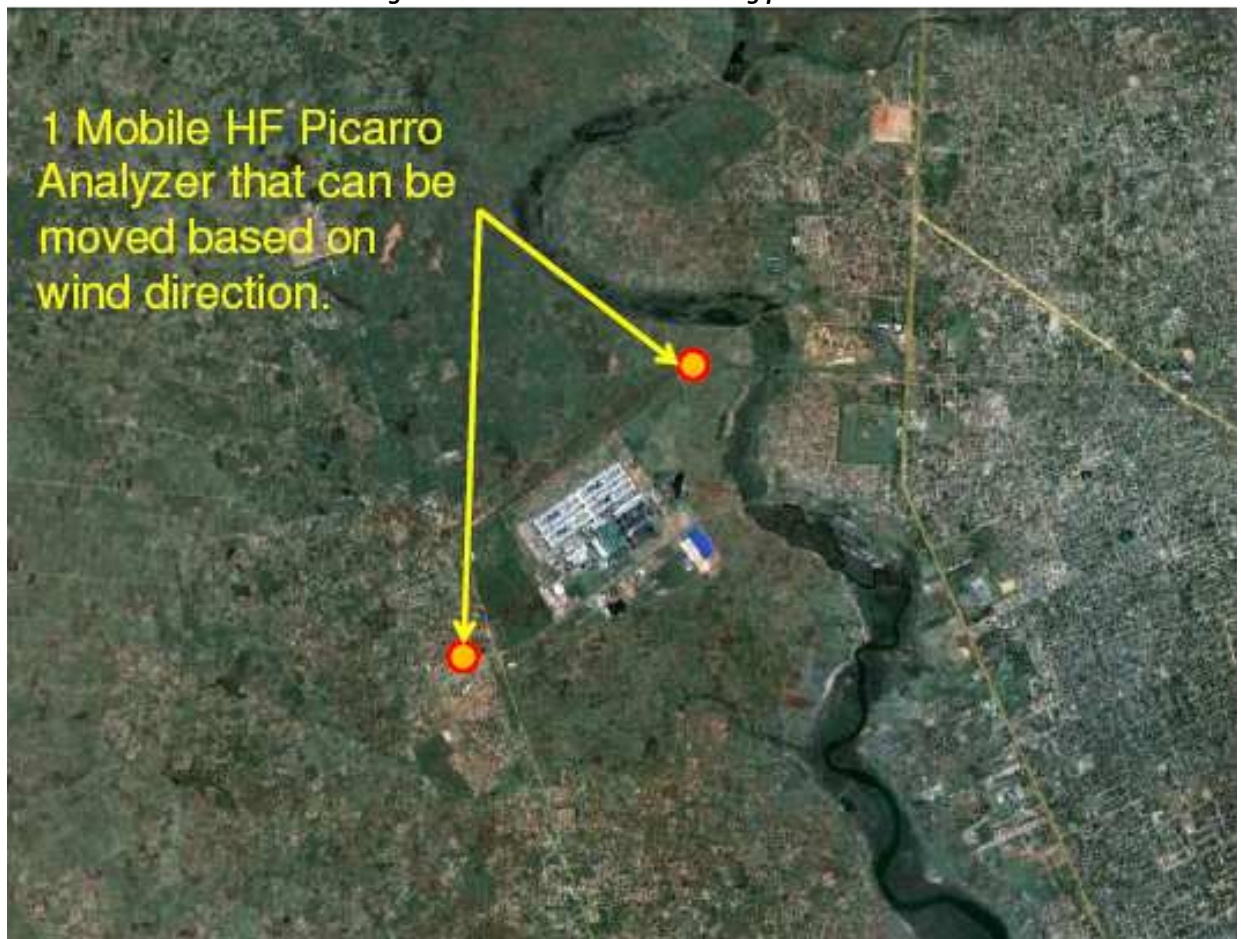 1 Mobile HF Picarro
Analyzer that can be
moved based on
wind direction.